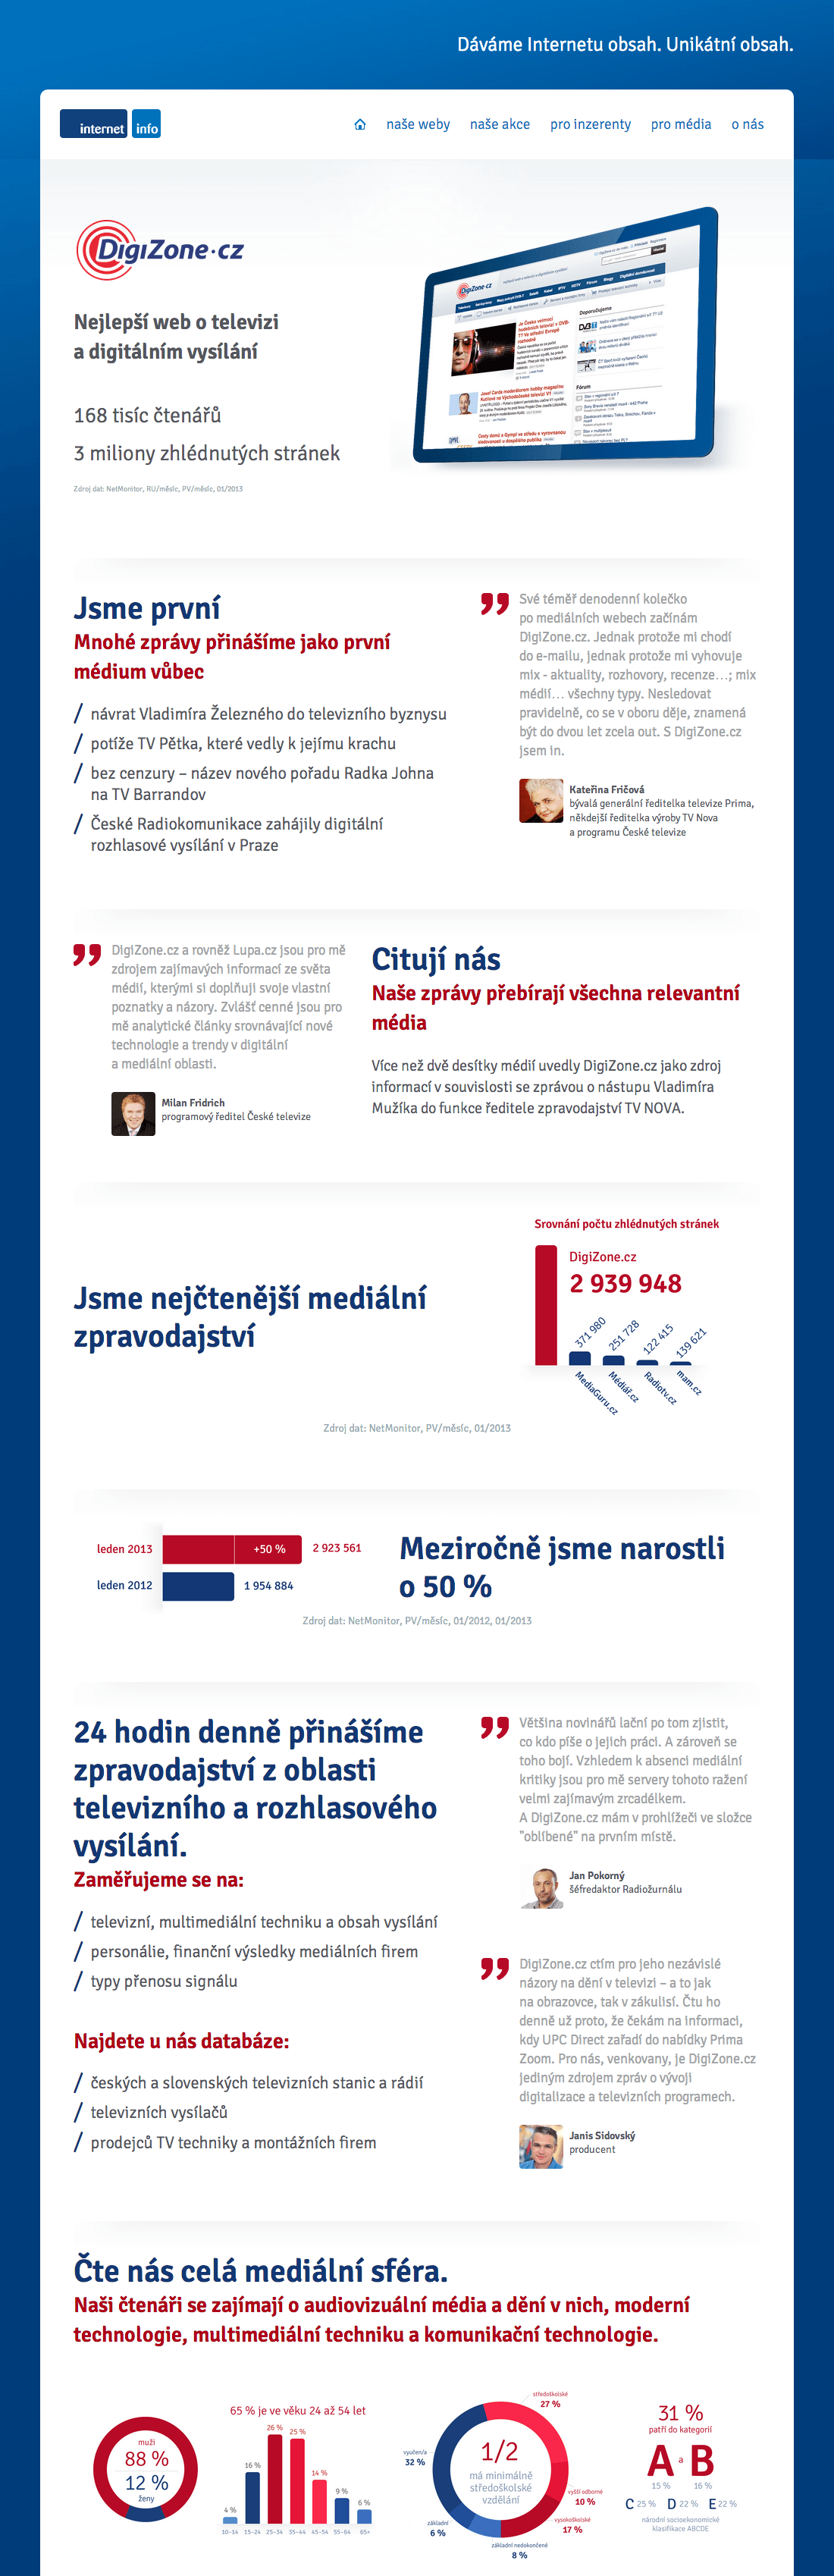 Dáváme Internetu obsah. Unikátní obsah.
internet info
naše weby naše akce pro inzerenty pro média o nás
DigiZone.cz
Nejlepší web o televizi
a digitálním vysílání
168 tisíc čtenářů
3 miliony zhlédnutých stránek
Zdroj dat: NetMonitor, RU/měsíc, PV/měsíc, 01/2013
DigiZone.cz
Doporučujeme
Fórum
Jsme první
Mnohé zprávy přinášíme jako první
médium vůbec
/ návrat Vladimíra Železného do televizního byznysu
/ potíže TV Pětka, které vedly k jejímu krachu
/ bez cenzury – název nového pořadu Radka Johna
na TV Barrandov
/ České Radiokomunikace zahájily digitální
rozhlasové vysílání v Praze
Své téměř denodenní kolečko
po mediálních webech začínám
DigiZone.cz. Jednak protože mi chodí
do e-mailu, jednak protože mi vyhovuje
mix - aktuality, rozhovory, recenze…; mix
médií… všechny typy. Nesledovat
pravidelně, co se v oboru děje, znamená
být do dvou let zcela out. S DigiZone.cz
jsem in.
Kateřina Fričová
bývalá generální ředitelka televize Prima,
někdejší ředitelka výroby TV Nova
a programu České televize
DigiZone.cz a rovněž Lupa.cz jsou pro mě
zdrojem zajímavých informací ze světa
médií, kterými si doplňuji svoje vlastní
poznatky a názory. Zvlášť cenné jsou pro
mě analytické články srovnávající nové
technologie a trendy v digitální
a mediální oblasti.
Milan Fridrich
programový ředitel České televize
Citují nás
Naše zprávy přebírají všechna relevantní
média
Více než dvě desítky médií uvedly DigiZone.cz jako zdroj
informací v souvislosti se zprávou o nástupu Vladimíra
Mužíka do funkce ředitele zpravodajství TV NOVA.
Jsme nejčtenější mediální
zpravodajství
Srovnání počtu zhlédnutých stránek
DigiZone.cz
2 939 948
371 980 251 728 122 415 139 621
MediaGuru.cz Médiář.cz Radiotv.cz mam.cz
Zdroj dat: NetMonitor, PV/měsíc, 01/2013
leden 2013 +50 % 2 923 561
leden 2012 1 954 884
Meziročně jsme narostli
o 50 %
Zdroj dat: NetMonitor, PV/měsíc, 01/2012, 01/2013
24 hodin denně přinášíme
zpravodajství z oblasti
televizního a rozhlasového
vysílání.
Zaměřujeme se na:
/ televizní, multimediální techniku a obsah vysílání
/ personálie, finanční výsledky mediálních firem
/ typy přenosu signálu
Najdete u nás databáze:
/ českých a slovenských televizních stanic a rádií
/ televizních vysílačů
/ prodejců TV techniky a montážních firem
Většina novinářů lační po tom zjistit,
co kdo píše o jejich práci. A zároveň se
toho bojí. Vzhledem k absenci mediální
kritiky jsou pro mě servery tohoto ražení
velmi zajímavým zrcadélkem.
A DigiZone.cz mám v prohlížeči ve složce
"oblíbené" na prvním místě.
Jan Pokorný
šéfredaktor Radiožurnálu
DigiZone.cz ctím pro jeho nezávislé
názory na dění v televizi – a to jak
na obrazovce, tak v zákulisí. Čtu ho
denně už proto, že čekám na informaci,
kdy UPC Direct zařadí do nabídky Prima
Zoom. Pro nás, venkovany, je DigiZone.cz
jediným zdrojem zpráv o vývoji
digitalizace a televizních programech.
Janis Sidovský
producent
Čte nás celá mediální sféra.
Naši čtenáři se zajímají o audiovizuální média a dění v nich, moderní
technologie, multimediální techniku a komunikační technologie.
muži
88 %
12 %
ženy
65 % je ve věku 24 až 54 let
4 % 16 % 26 % 25 % 14 % 9 % 6 %
10–14 15–24 25–34 35–44 45–54 55–64 65+
středoškolské
27 %
vyučen/a
32 %
1/2
má minimálně
středoškolské
vzdělání
vyšší odborné
10 %
vysokoškolské
17 %
základní
6 %
základní nedokončené
8 %
31 %
patří do kategorií
A a B
15 % 16 %
C 25 % D 22 % E 22 %
národní socioekonomické
klasifikace ABCDE